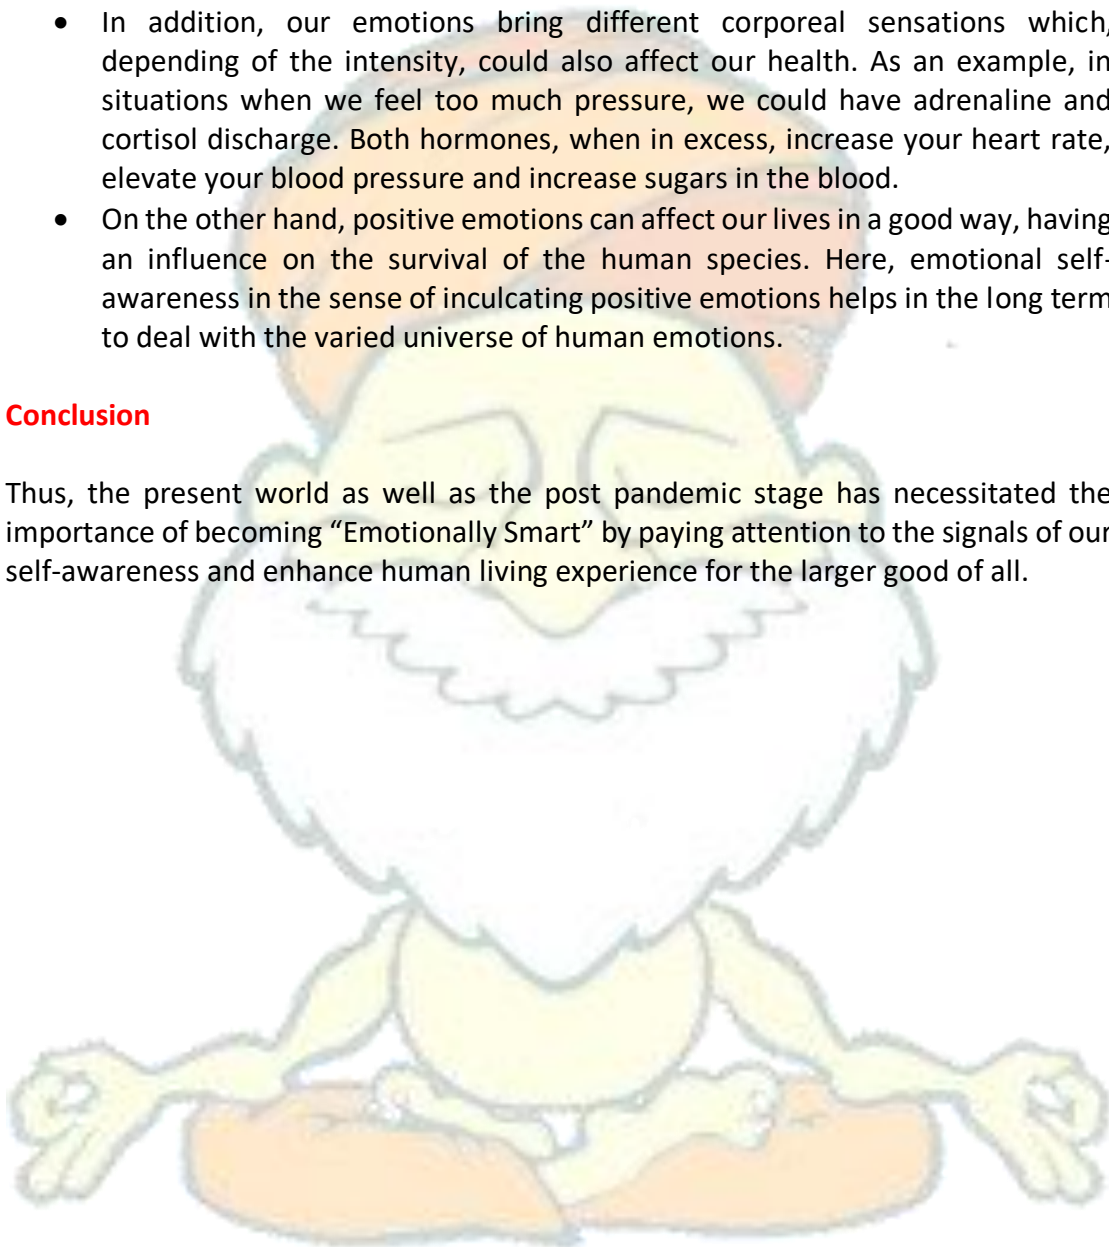 • In addition, our emotions bring different corporeal sensations which,
depending of the intensity, could also affect our health. As an example, in
situations when we feel too much pressure, we could have adrenaline and
cortisol discharge. Both hormones, when in excess, increase your heart rate,
elevate your blood pressure and increase sugars in the blood.
• On the other hand, positive emotions can affect our lives in a good way, having
an influence on the survival of the human species. Here, emotional self-
awareness in the sense of inculcating positive emotions helps in the long term
to deal with the varied universe of human emotions.
Conclusion
Thus, the present world as well as the post pandemic stage has necessitated the
importance of becoming “Emotionally Smart” by paying attention to the signals of our
self-awareness and enhance human living experience for the larger good of all.